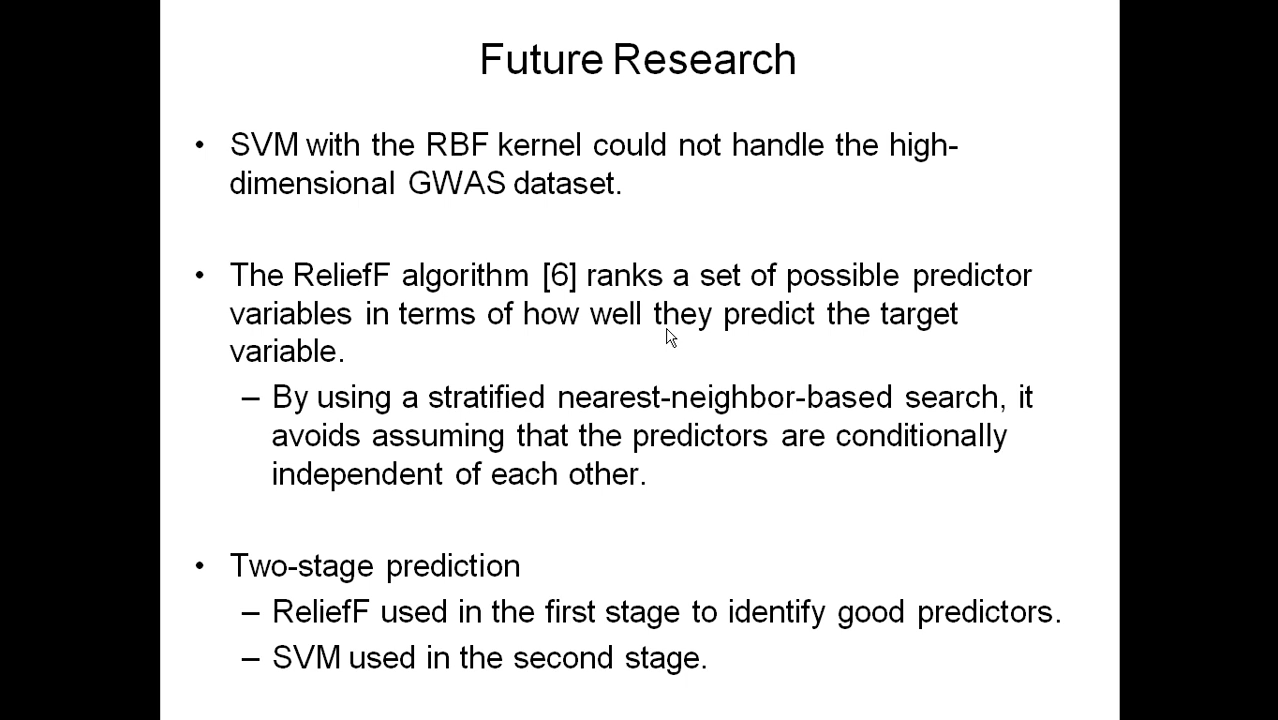 Future Research
• SVM with the RBF kernel could not handle the high-
dimensional GWAS dataset.
• The ReliefF algorithm [6] ranks a set of possible predictor
variables in terms of how well they predict the target
variable.
– By using a stratified nearest-neighbor-based search, it
avoids assuming that the predictors are conditionally
independent of each other.
• Two-stage prediction
– ReliefF used in the first stage to identify good predictors.
– SVM used in the second stage.